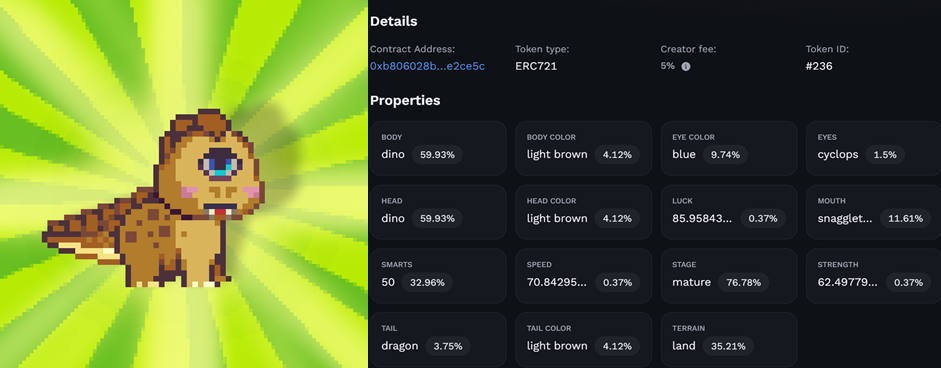 Details
Contract Address: Token type: Creator fee: Token ID:
0xb806028b...e2ce5c ERC721 5% #236
Properties
BODY BODY COLOR EYE COLOR EYES
dino 59.93% light brown 4.12% blue 9.74% cyclops 1.5%
HEAD HEAD COLOR LUCK MOUTH
dino 59.93% light brown 4.12% 85.95843... 0.37% snagglet... 11.61%
SMARTS SPEED STAGE STRENGTH
50 32.96% 70.84295... 0.37% mature 76.78% 62.49779... 0.37%
TAIL TAIL COLOR TERRAIN
dragon 3.75% light brown 4.12% land 35.21%